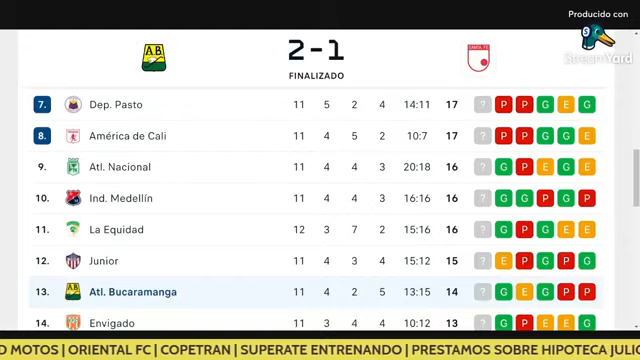 Producido con
StreamYard
AB
2-1
SANTA FE
FINALIZADO
7. Dep. Pasto 11 5 2 4 14:11 17 ? P P G E G
8. América de Cali 11 4 5 2 10:7 17 ? P P G G E
9. Atl. Nacional 11 4 4 3 20:18 16 ? G P E G E
10. Ind. Medellín 11 4 4 3 16:16 16 ? G G P G P
11. La Equidad 12 3 7 2 15:16 16 ? G P G E E
12. Junior 11 4 3 4 15:12 15 ? E P G P G
13. Atl. Bucaramanga 11 4 2 5 13:15 14 ? G E G P P
14. Envigado 11 3 4 4 10:12 13 ? G P E E G
D MOTOS | ORIENTAL FC | COPETRAN | SUPERATE ENTRENANDO | PRESTAMOS SOBRE HIPOTECA JULI